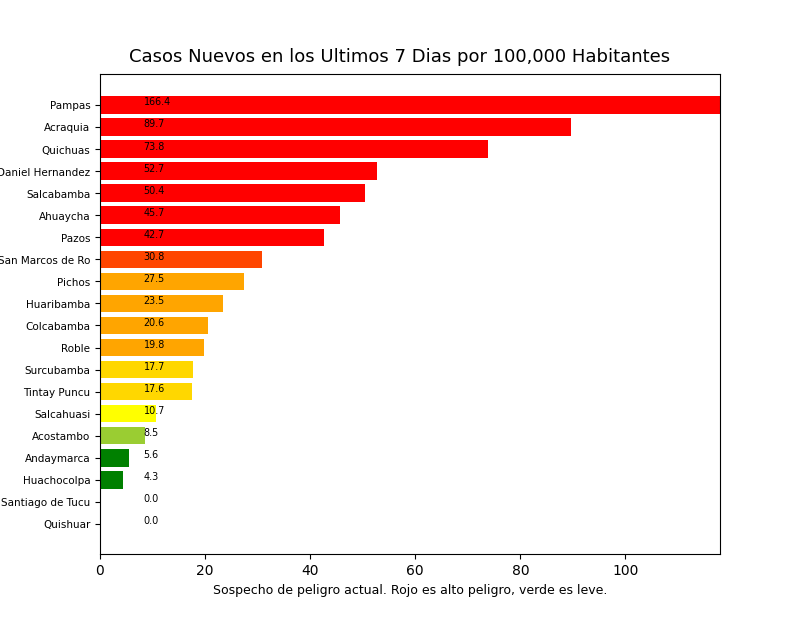 Casos Nuevos en los Ultimos 7 Dias por 100,000 Habitantes
Pampas 166.4
Acraquia 89.7
Quichuas 73.8
Daniel Hernandez 52.7
Salcabamba 50.4
Ahuaycha 45.7
Pazos 42.7
San Marcos de Ro 30.8
Pichos 27.5
Huaribamba 23.5
Colcabamba 20.6
Roble 19.8
Surcubamba 17.7
Tintay Puncu 17.6
Salcahuasi 10.7
Acostambo 8.5
Andaymarca 5.6
Huachocolpa 4.3
Santiago de Tucu 0.0
Quishuar 0.0
0 20 40 60 80 100
Sospecho de peligro actual. Rojo es alto peligro, verde es leve.